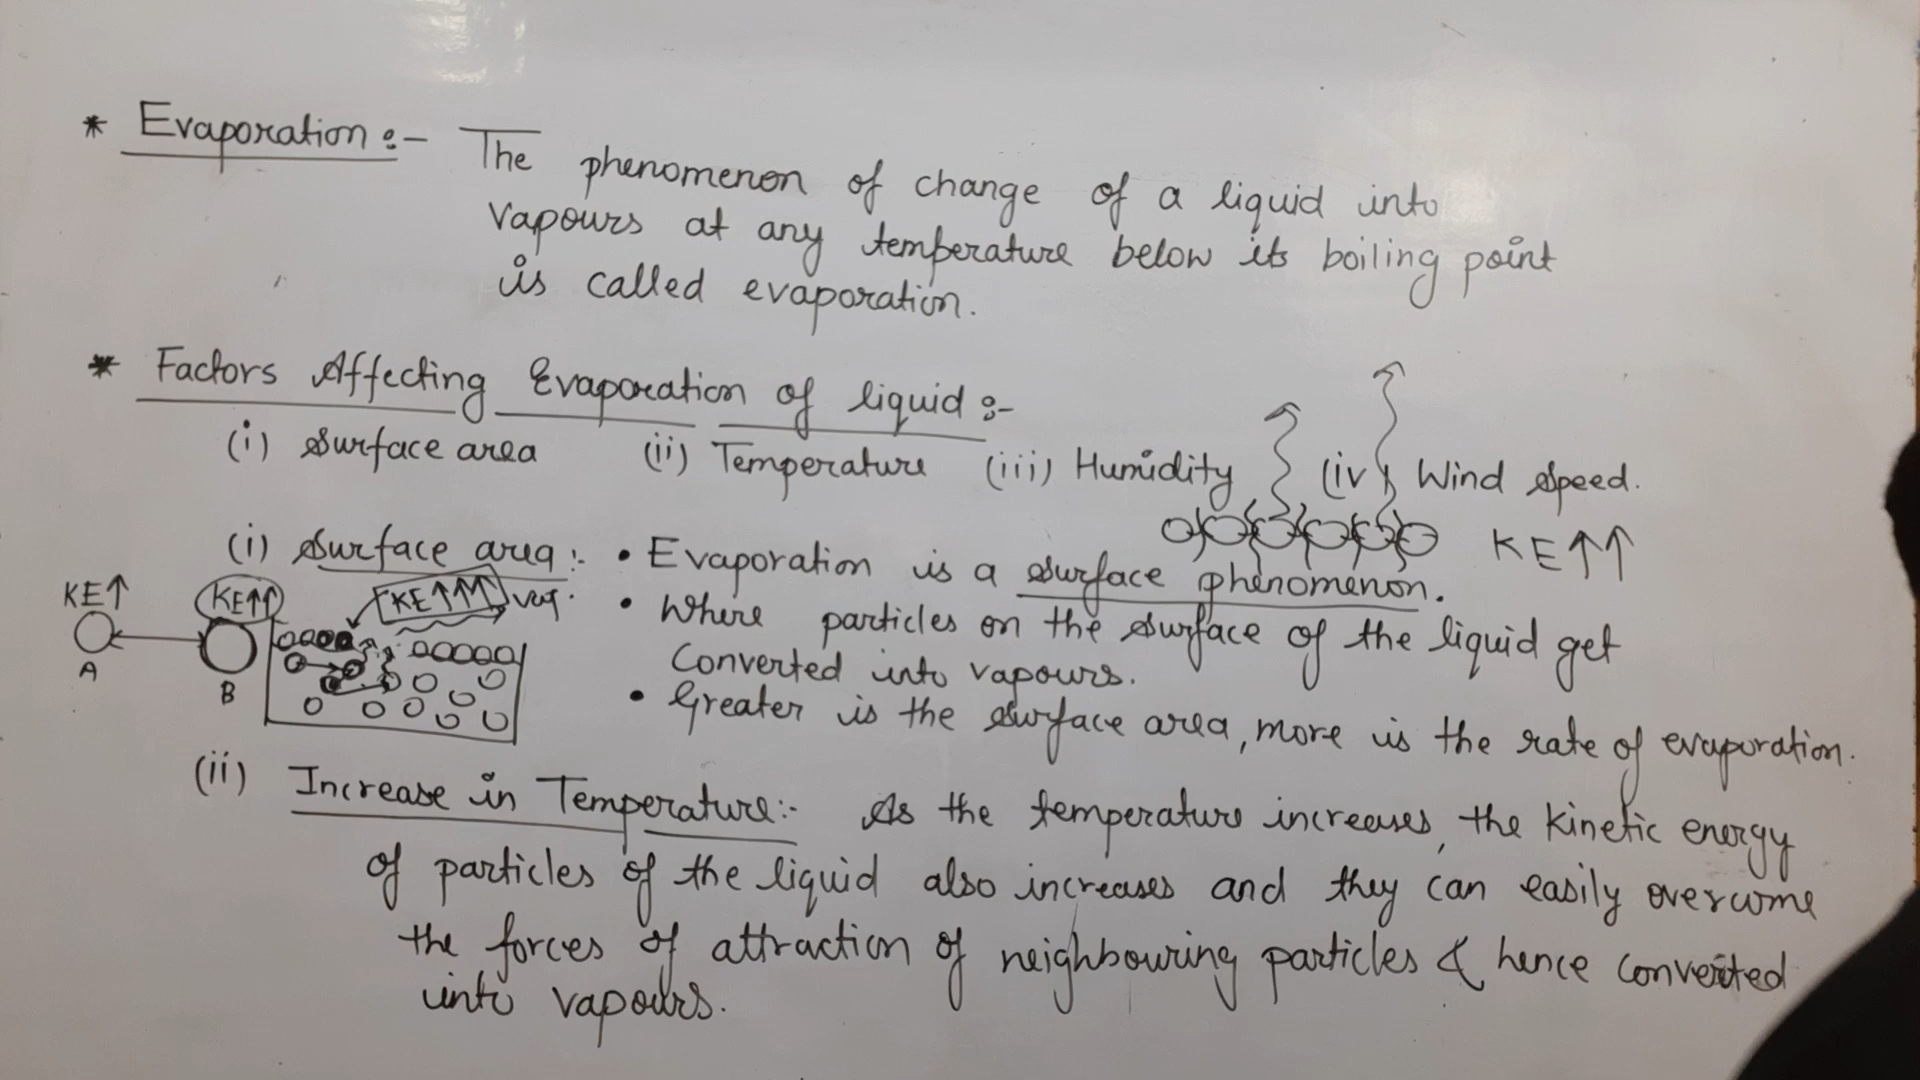 * Evaporation :- The phenomenon of change of a liquid into
vapours at any temperature below its boiling point
is called evaporation.
* Factors Affecting Evaporation of liquid :-
(i) Surface area (ii) Temperature (iii) Humidity (iv) Wind Speed.
KE↑↑
(i) Surface area :- • Evaporation is a surface phenomenon.
KE↑
KE↑↑
KE↑↑↑
A
B
• Where particles on the surface of the liquid get
Converted into vapours.
• Greater is the surface area, more is the rate of evaporation.
(ii) Increase in Temperature :- As the temperature increases, the kinetic energy
of particles of the liquid also increases and they can easily overcome
the forces of attraction of neighbouring particles & hence converted
into vapours.